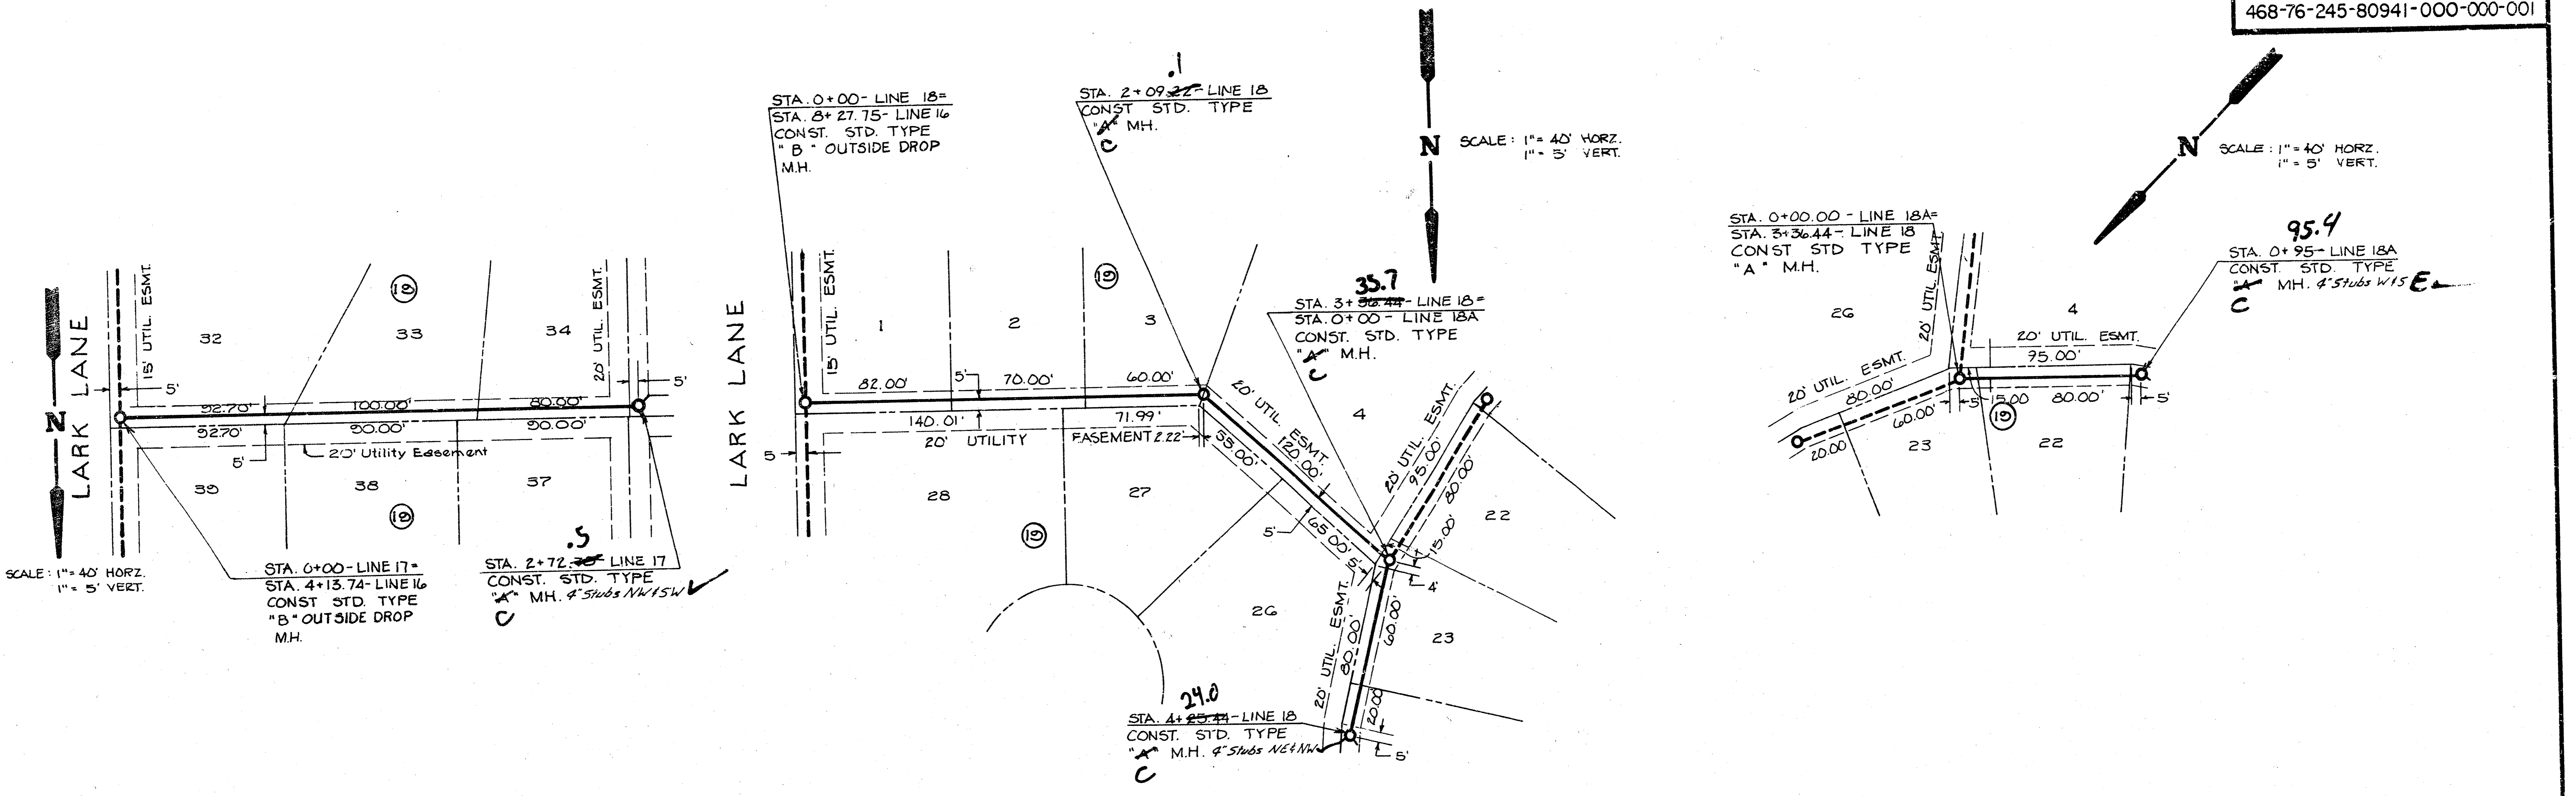 468-76-245-80941-000-000-001
LARK LANE
N
SCALE: 1"= 40' HORZ.
1"= 5' VERT.
15' UTIL. ESMT.
20' UTIL. ESMT.
32
19
33
34
5'
5'
92.70'
100.00'
80.00'
92.70'
90.00'
90.00'
5'
20' Utility Easement
39
38
37
19
STA. 0+00-LINE 17=
STA. 4+13.74-LINE 16
CONST STD. TYPE
"B" OUTSIDE DROP
M.H.
.5
STA. 2+72.70 LINE 17
CONST. STD. TYPE
"A" MH. 4" Stubs NW & SW
C
STA. 0+00- LINE 18=
STA. 8+27.75- LINE 16
CONST. STD. TYPE
"B" OUTSIDE DROP
M.H.
.1
STA. 2+09.22-LINE 18
CONST STD. TYPE
"A" MH.
C
N
SCALE: 1"= 40' HORZ.
1"= 5' VERT.
LARK LANE
15' UTIL. ESMT.
1
2
3
19
82.00'
5'
70.00'
60.00'
140.01'
71.99'
20' UTILITY EASEMENT 2.22
5
28
27
19
20' UTIL. ESMT.
120.00'
55.00'
65.00'
5'
5'
4
35.7
STA. 3+36.44-LINE 18=
STA. 0+00- LINE 18A
CONST. STD. TYPE
"A" M.H.
C
20' UTIL. ESMT.
95.00'
80.00'
15.00'
22
4'
26
20' UTIL. ESMT.
80.00'
60.00'
23
20.00
5'
24.0
STA. 4+25.44-LINE 18
CONST. STD. TYPE
"A" M.H. 4" Stubs NE & NW
C
N
SCALE: 1"= 40' HORZ.
1"= 5' VERT.
STA. 0+00.00 - LINE 18A=
STA. 3+36.44- LINE 18
CONST STD TYPE
"A" M.H.
95.4
STA. 0+95-LINE 18A
CONST. STD. TYPE
"A" MH. 4" Stubs W & S E
C
26
20' UTIL. ESMT.
4
20' UTIL. ESMT.
95.00'
20' UTIL. ESMT.
80.00'
60.00'
20.00
5
15.00
80.00'
5'
19
23
22